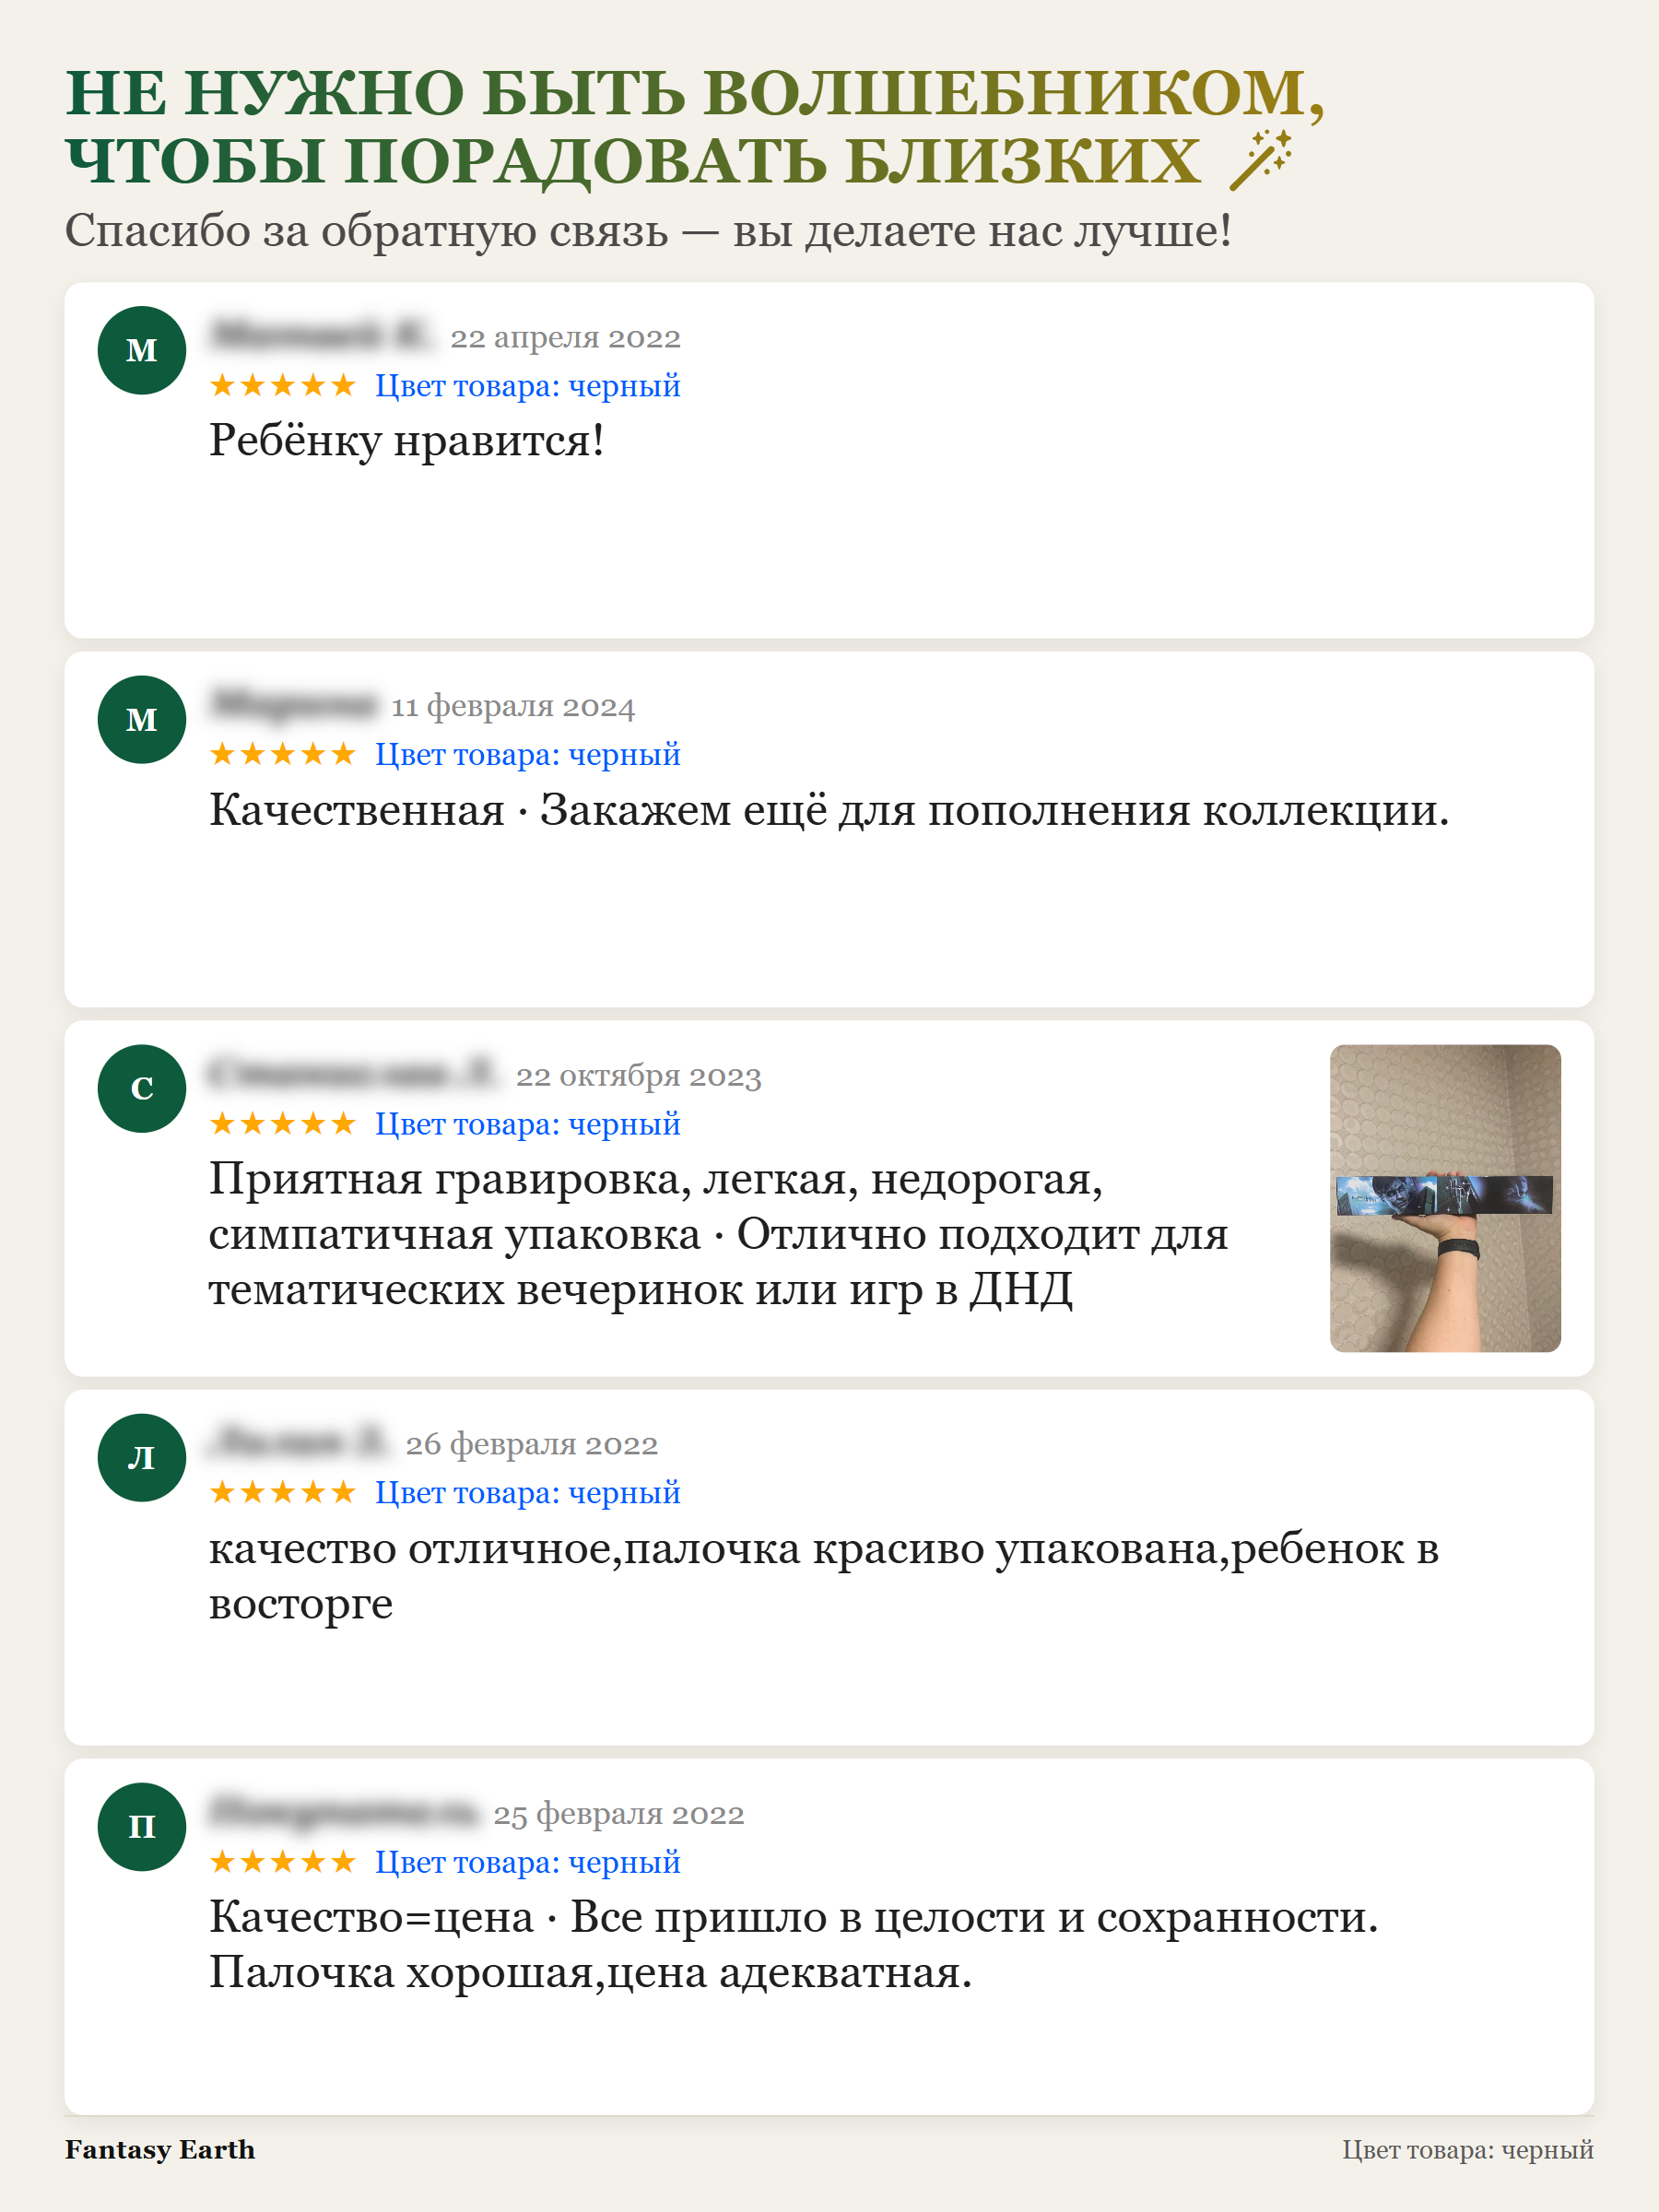 НЕ НУЖНО БЫТЬ ВОЛШЕБНИКОМ,
ЧТОБЫ ПОРАДОВАТЬ БЛИЗКИХ
Спасибо за обратную связь — вы делаете нас лучше!
М
22 апреля 2022
★★★★★ Цвет товара: черный
Ребёнку нравится!
М
11 февраля 2024
★★★★★ Цвет товара: черный
Качественная · Закажем ещё для пополнения коллекции.
С
22 октября 2023
★★★★★ Цвет товара: черный
Приятная гравировка, легкая, недорогая,
симпатичная упаковка · Отлично подходит для
тематических вечеринок или игр в ДНД
Л
26 февраля 2022
★★★★★ Цвет товара: черный
качество отличное,палочка красиво упакована,ребенок в
восторге
П
25 февраля 2022
★★★★★ Цвет товара: черный
Качество=цена · Все пришло в целости и сохранности.
Палочка хорошая,цена адекватная.
Fantasy Earth
Цвет товара: черный